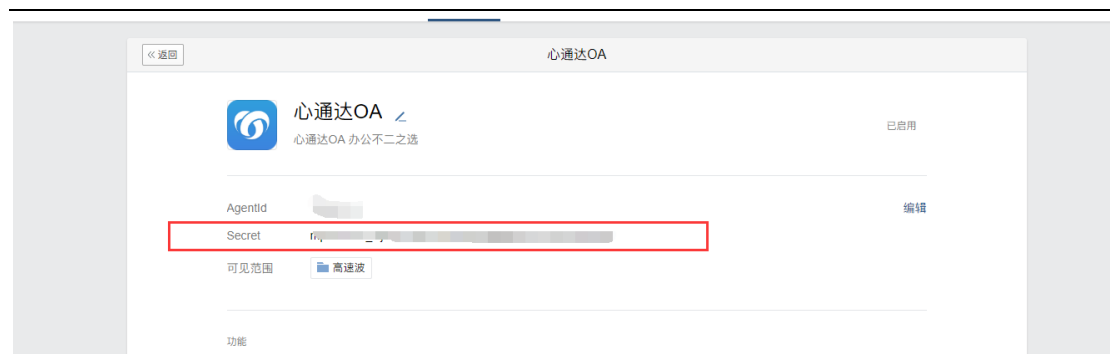 « 返回
心通达OA
心通达OA
心通达OA 办公不二之选
已启用
AgentId
编辑
Secret
可见范围 高速波
功能